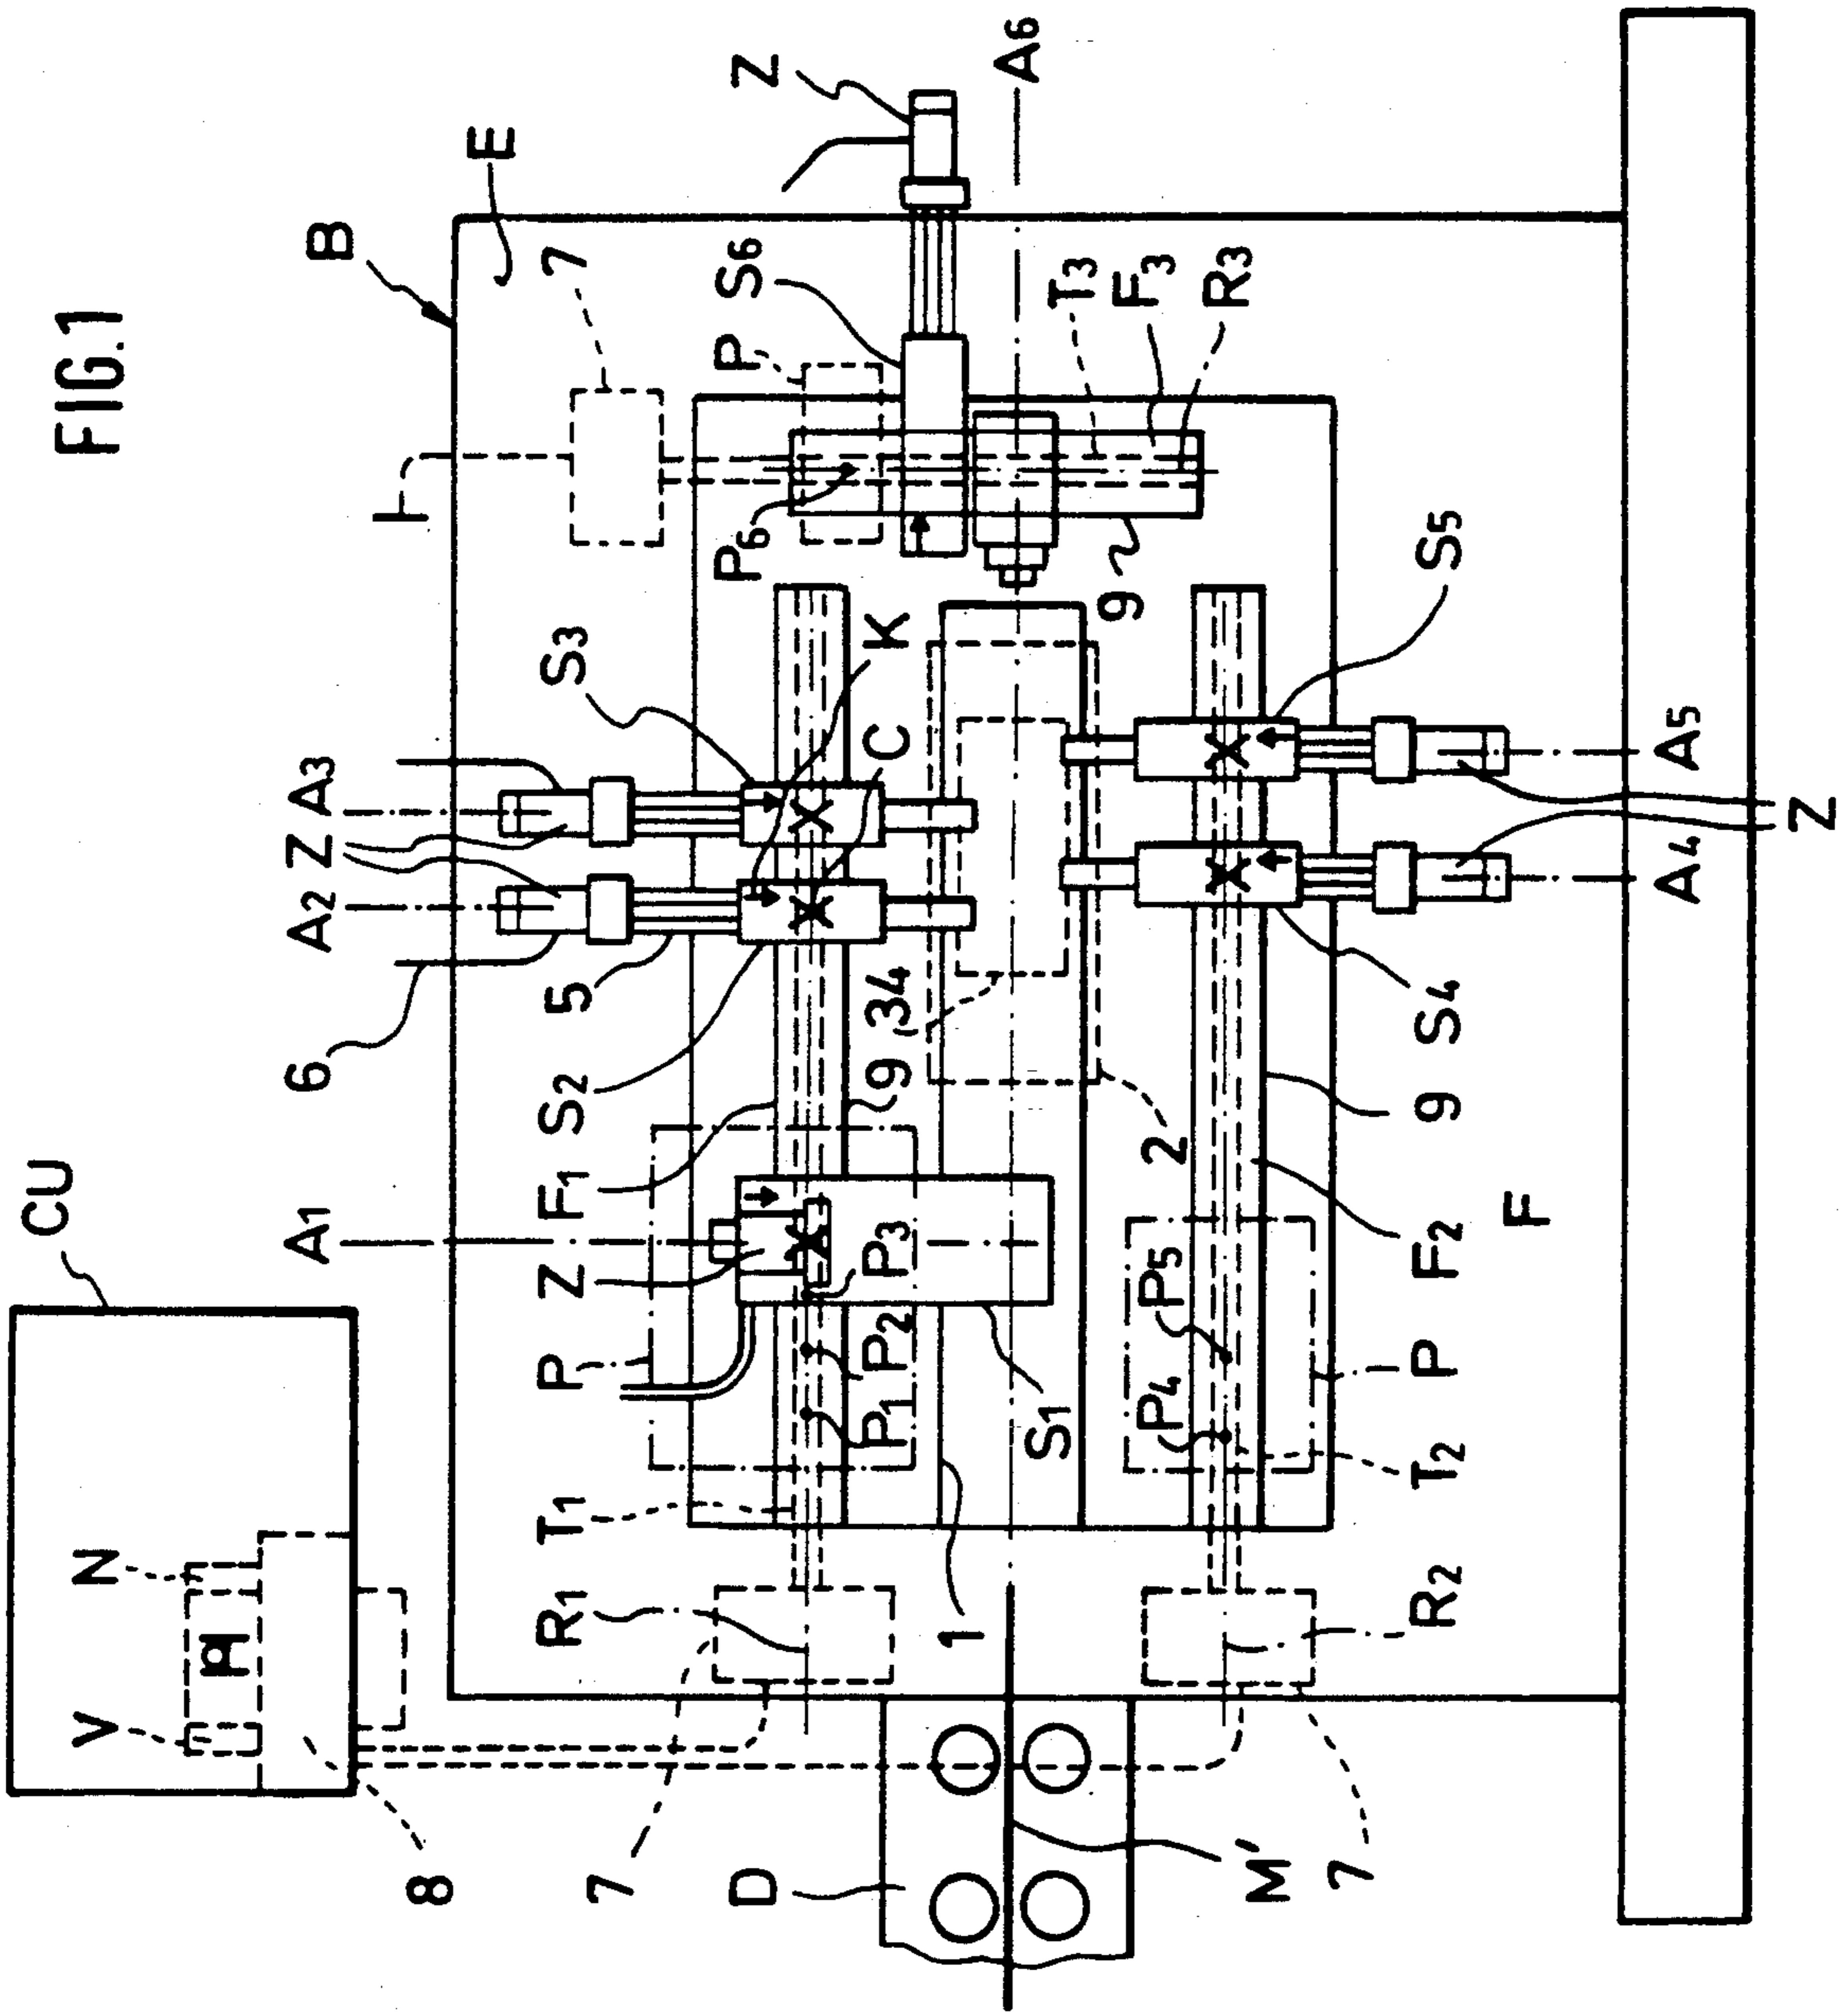 FIG.1
CU
V N
6 A1 A2 Z A3 B
8
E
R1 T1 P Z F1 S2 5 S3 7
7
D P6 P S6 Z
P1 P2 P3 9 34 C K
1
A6
S1 T3
9 F3
P4 P5 2
R3
M'
7
R2 T2 P F2 9 S4 S5
F
A4 A5
Z